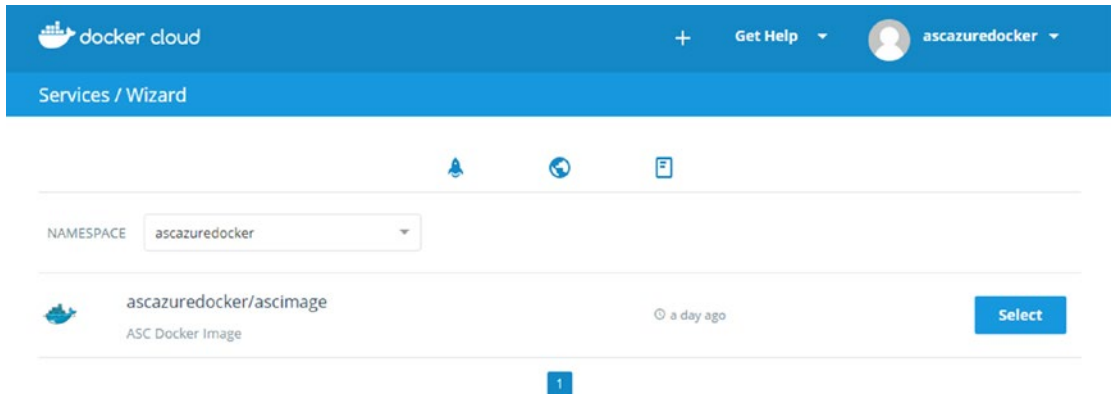 docker cloud
+ Get Help ascazuredocker
Services / Wizard
NAMESPACE ascazuredocker
ascazuredocker/ascimage
a day ago
Select
ASC Docker Image
1